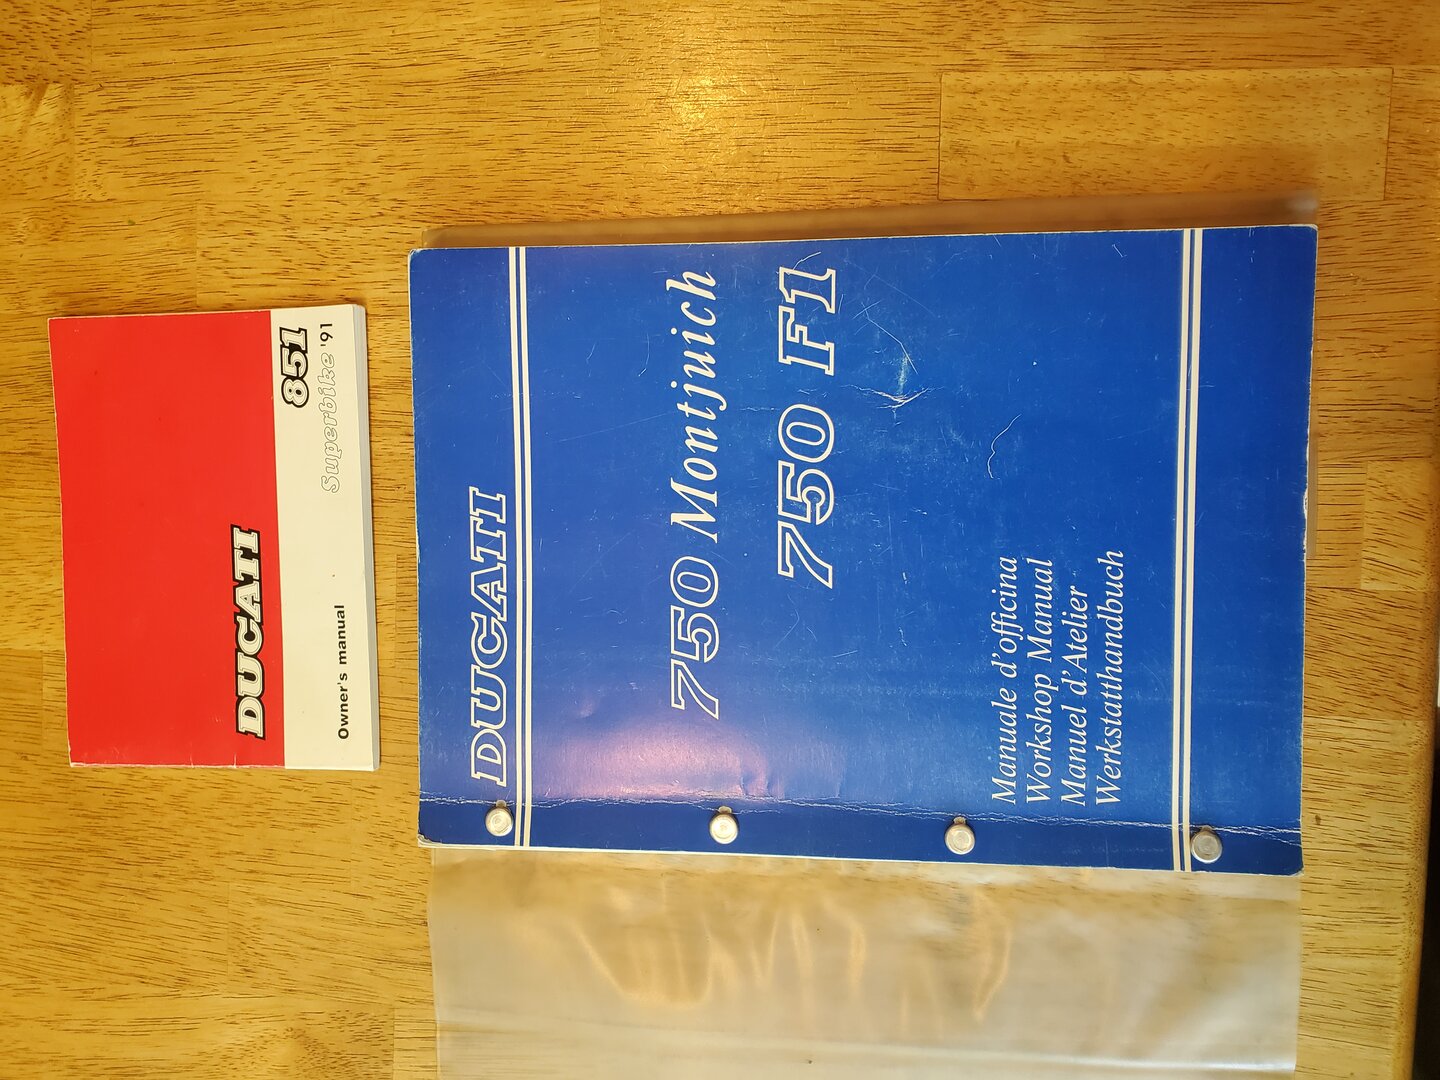 DUCATI
851
Superbike '91
Owner's manual
DUCATI
750 Montjuich
750 F1
Manuale d'officina
Workshop Manual
Manuel d'Atelier
Werkstatthandbuch